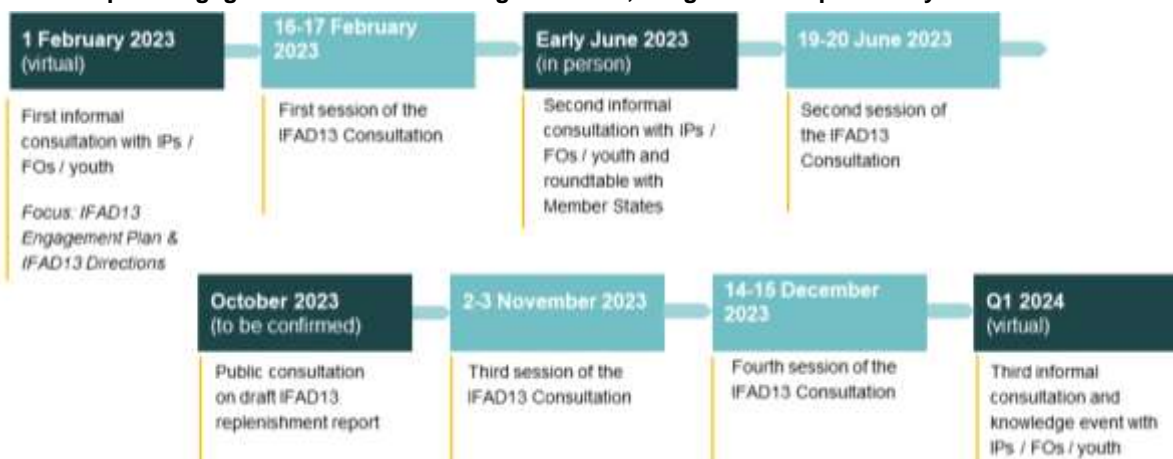 1 February 2023
(virtual)
First informal
consultation with IPs /
FOs / youth
Focus: IFAD13
Engagement Plan &
IFAD13 Directions
16-17 February
2023
First session of the
IFAD13 Consultation
Early June 2023
(in person)
Second informal
consultation with IPs /
FOs / youth and
roundtable with
Member States
19-20 June 2023
Second session of
the IFAD13
Consultation
October 2023
(to be confirmed)
Public consultation
on draft IFAD13
replenishment report
2-3 November 2023
Third session of the
IFAD13 Consultation
14-15 December
2023
Fourth session of the
IFAD13 Consultation
Q1 2024
(virtual)
Third informal
consultation and
knowledge event with
IPs / FOs / youth